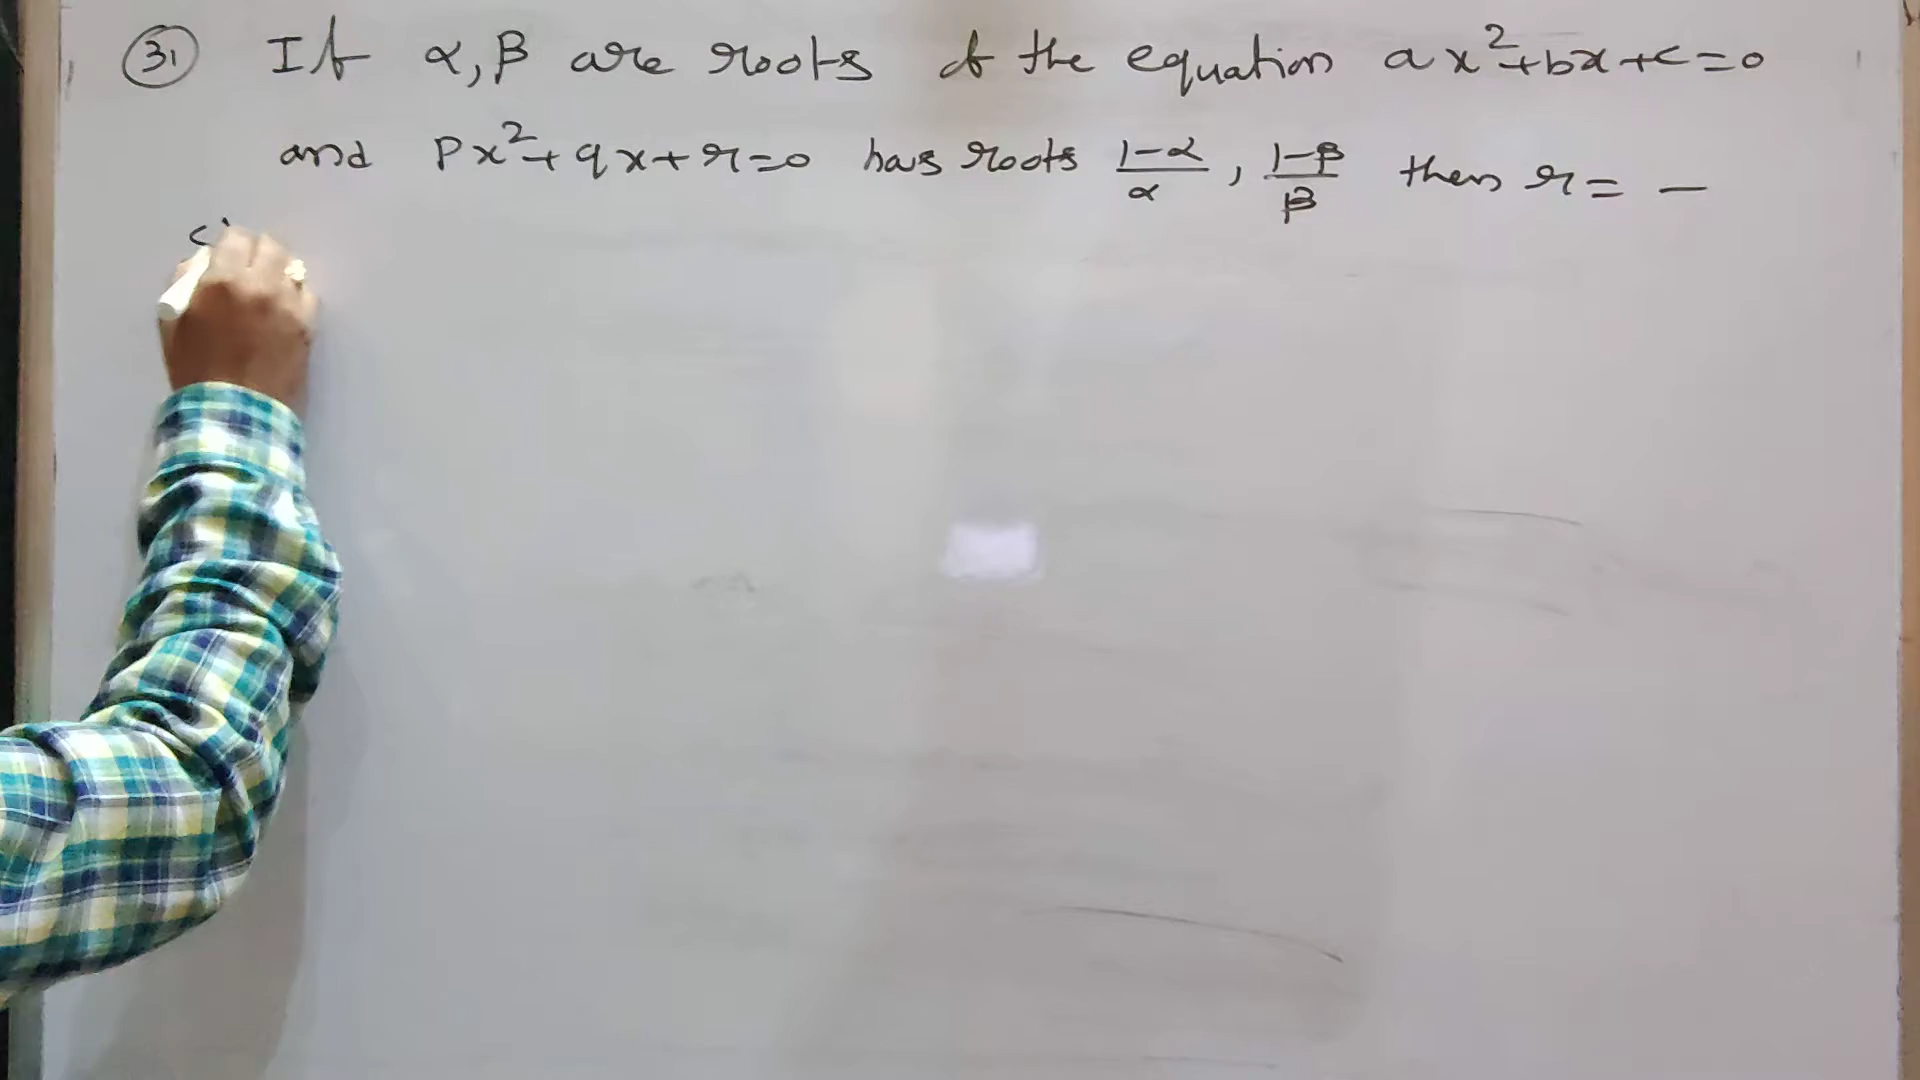 31 If α, β are roots of the equation ax²+bx+c=0
and Px²+qx+r=0 has roots (1-α)/α, (1-β)/β then r= —